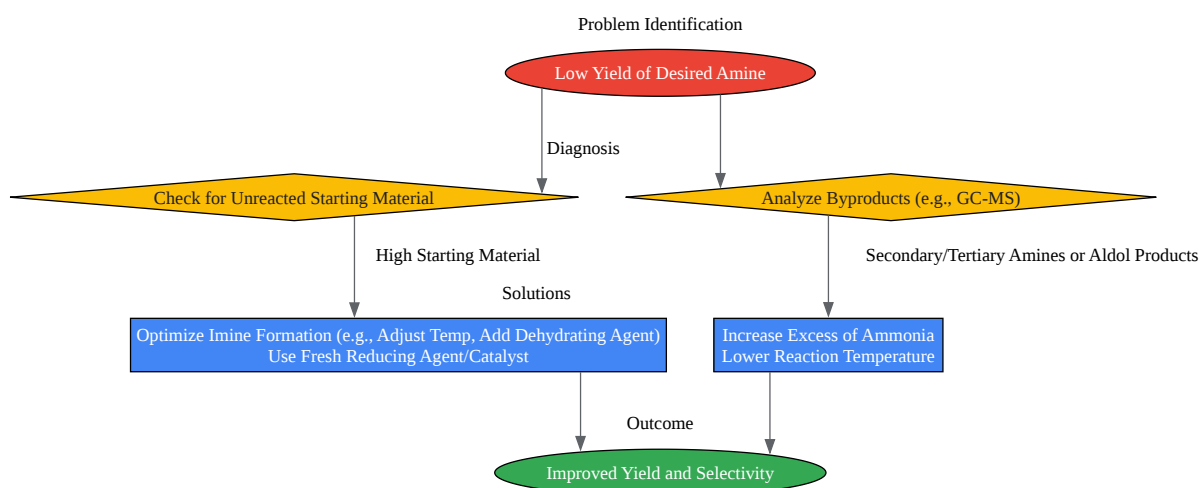 Problem Identification
Low Yield of Desired Amine
Diagnosis
Check for Unreacted Starting Material
Analyze Byproducts (e.g., GC-MS)
High Starting Material
Secondary/Tertiary Amines or Aldol Products
Solutions
Optimize Imine Formation (e.g., Adjust Temp, Add Dehydrating Agent)
Use Fresh Reducing Agent/Catalyst
Increase Excess of Ammonia
Lower Reaction Temperature
Outcome
Improved Yield and Selectivity